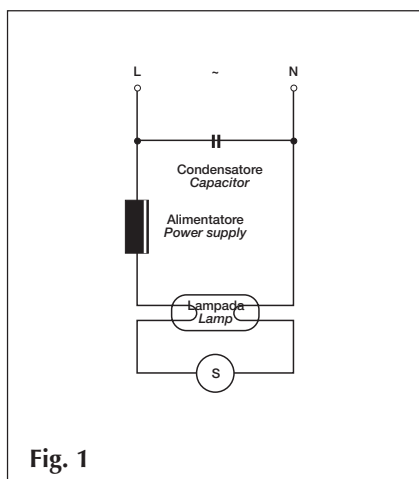 L ~ N
Condensatore
Capacitor
Alimentatore
Power supply
Lampada
Lamp
S
Fig. 1